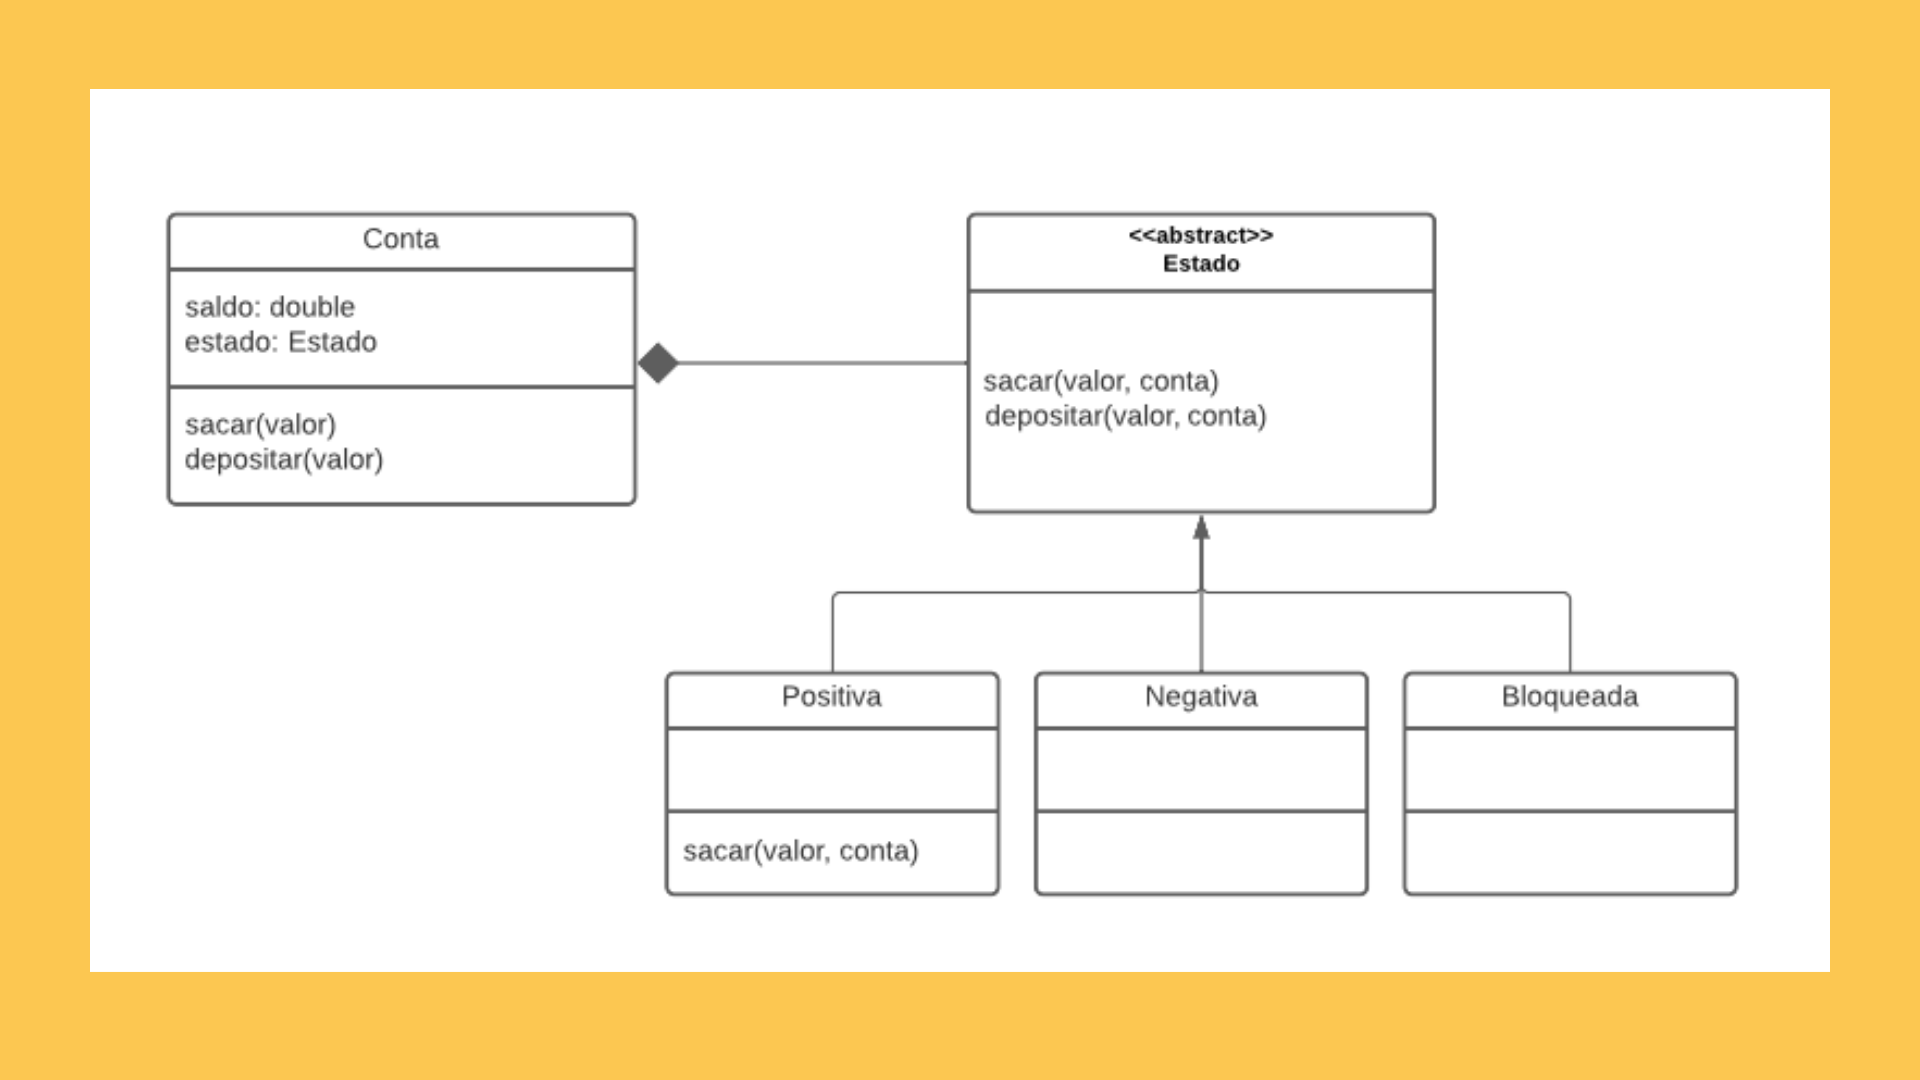 Conta
saldo: double
estado: Estado
sacar(valor)
depositar(valor)
<<abstract>>
Estado
sacar(valor, conta)
depositar(valor, conta)
Positiva
sacar(valor, conta)
Negativa
Bloqueada